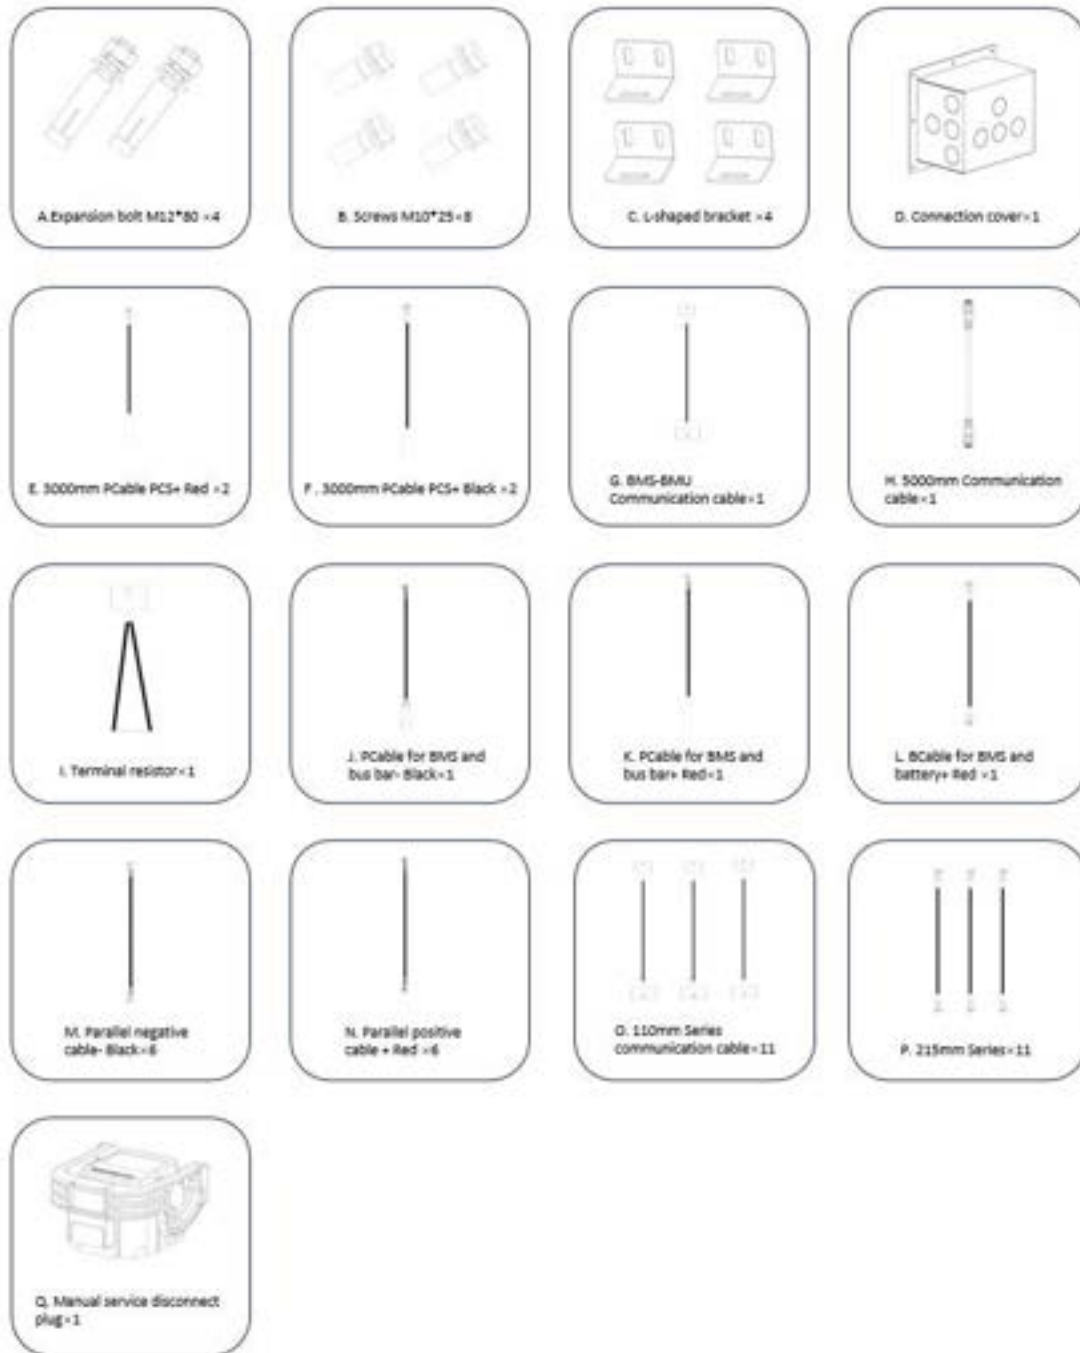 A.Expansion bolt M12*80 ×4
B. Screws M10*25×8
C. L-shaped bracket ×4
D. Connection cover×1
E. 3000mm PCable PCS+ Red ×2
F . 3000mm PCable PCS+ Black ×2
G. BMS-BMU
Communication cable×1
H. 5000mm Communication
cable×1
I. Terminal resistor×1
J. PCable for BMS and
bus bar- Black×1
K. PCable for BMS and
bus bar+ Red×1
L. BCable for BMS and
battery+ Red ×1
M. Parallel negative
cable- Black×6
N. Parallel positive
cable + Red ×6
O. 110mm Series
communication cable×11
P. 215mm Series×11
Q. Manual service disconnect
plug×1